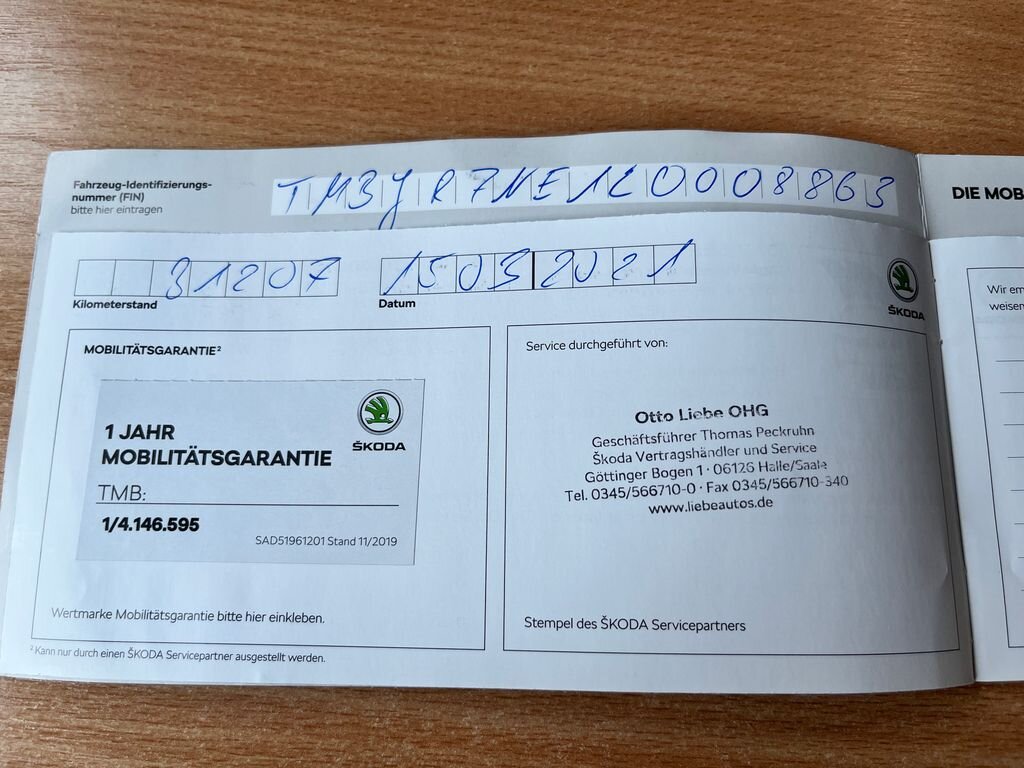 Fahrzeug-Identifizierungs-
nummer (FIN)
bitte hier eintragen
TMBJR7NE1L0008863
31207
Kilometerstand
15032021
Datum
ŠKODA
MOBILITÄTSGARANTIE²
1 JAHR
MOBILITÄTSGARANTIE
ŠKODA
TMB:
1/4.146.595
SAD51961201 Stand 11/2019
Wertmarke Mobilitätsgarantie bitte hier einkleben.
² Kann nur durch einen ŠKODA Servicepartner ausgestellt werden.
Service durchgeführt von:
Otto Liebe OHG
Geschäftsführer Thomas Peckruhn
Škoda Vertragshändler und Service
Göttinger Bogen 1 · 06126 Halle/Saale
Tel. 0345/566710-0 · Fax 0345/566710-340
www.liebeautos.de
Stempel des ŠKODA Servicepartners
DIE MOB
Wir em
weisen